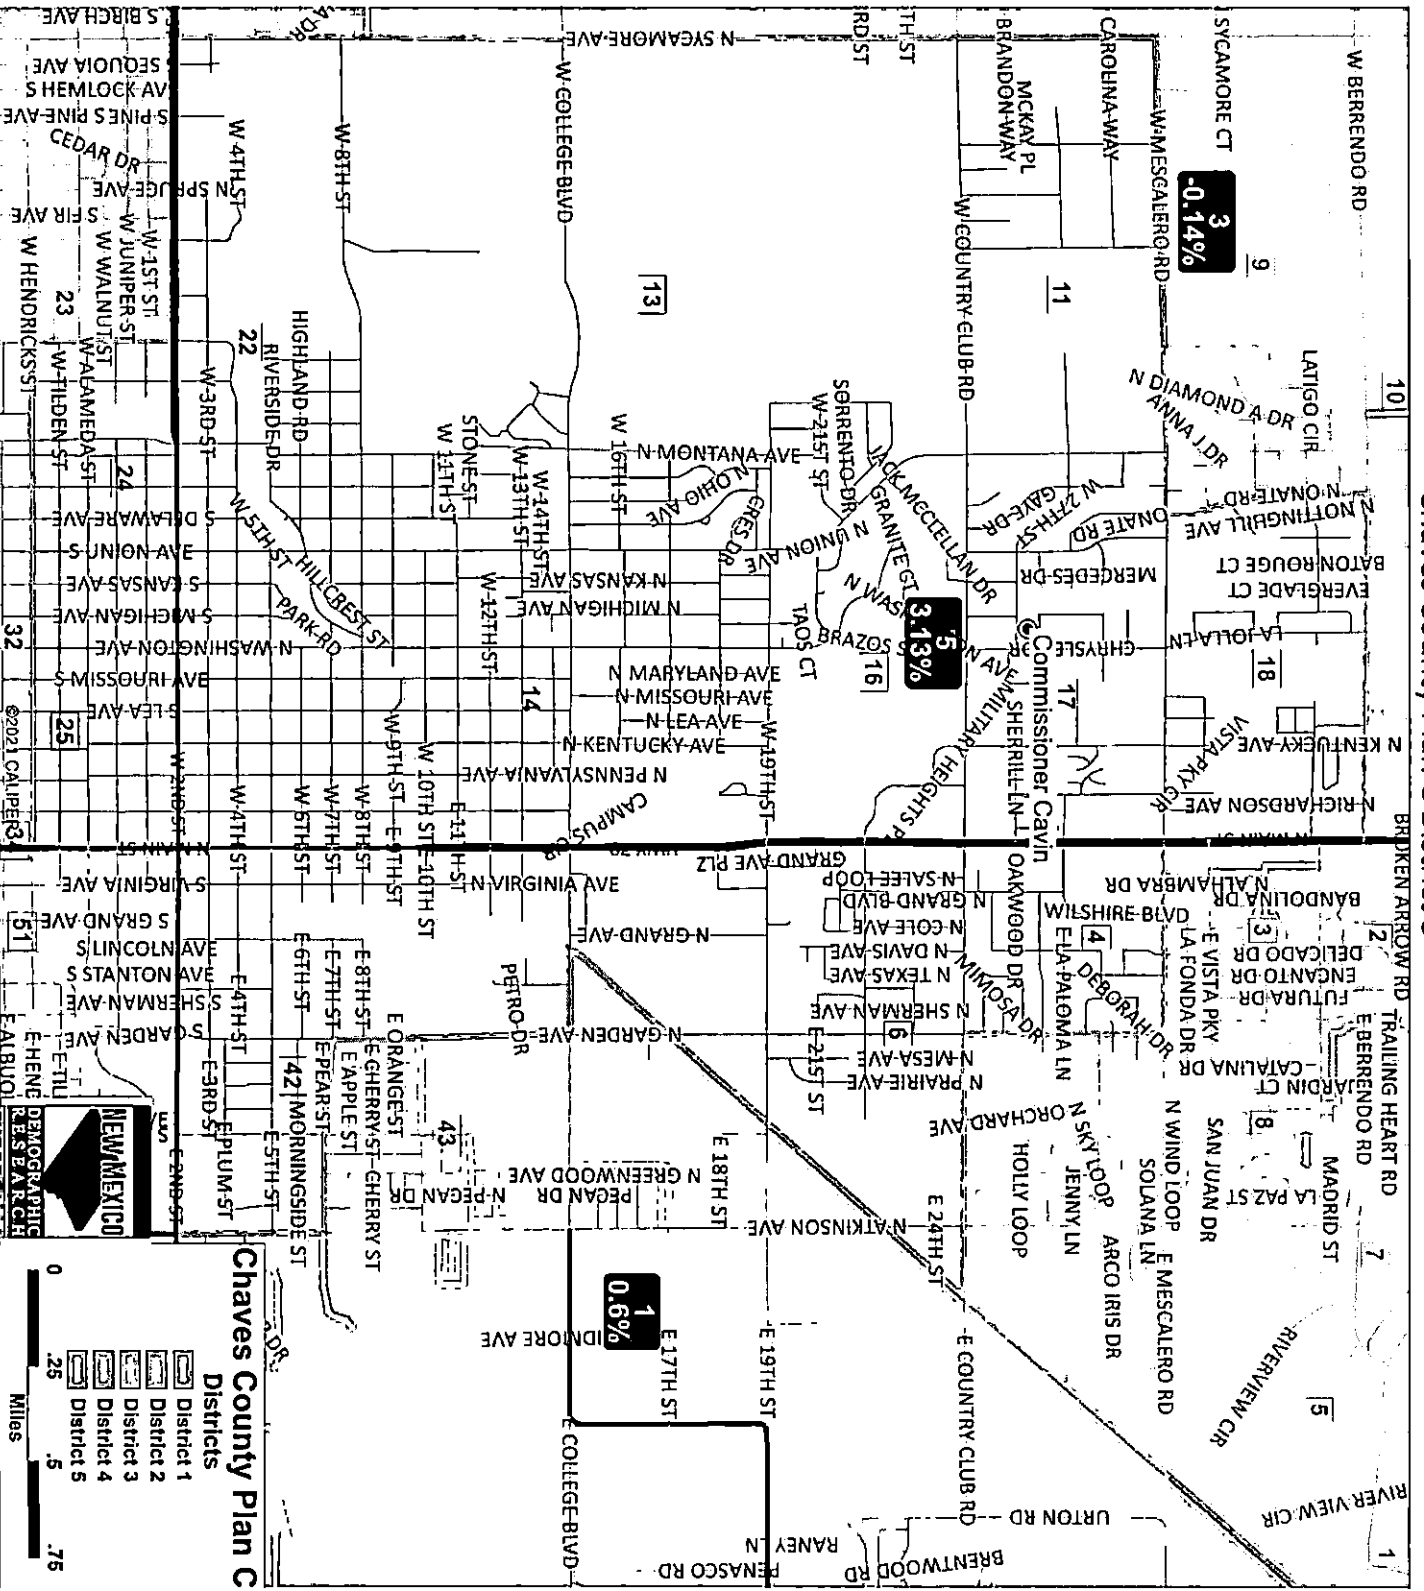 W BERRENDO RD
10
BROKEN ARROW RD
TRAILING HEART RD
E BERRENDO RD
2
7
1
SYCAMORE CT
3
-0.14%
9
LATIGO CIR
N DIAMOND A DR
ANNA J DR
N ONATE RD
N NOTTINGHILL AVE
BATON ROUGE CT
EVERGLADE CT
LA JOLLA LN
18
N KENTUCKY AVE
VISTA PKY CIR
N RICHARDSON AVE
N MAIN ST
N ALHAMBRA DR
BANDOLINA DR
3
DELICADO DR
ENCANTO DR
FUTURA DR
E VISTA PKY
LA FONDA DR
CATALINA DR
JARDIN CT
8
MADRID ST
LA PAZ ST
SAN JUAN DR
N WIND LOOP
SOLANA LN
E MESCALERO RD
RIVERVIEW CIR
5
RIVER VIEW CIR
W MESCALERO RD
CAROLINA WAY
MCKAY PL
BRANDON WAY
11
W 27TH ST
GAYE DR
ONATE RD
MERCEDES DR
CHRYSLER DR
Commissioner Cavin
17
SHERRILL LN
OAKWOOD DR
WILSHIRE BLVD
4
E LA PALOMA LN
DEBORAH DR
MIMOSA DR
N SKY LOOP
JENNY LN
HOLLY LOOP
ARCO IRIS DR
ORCHARD AVE
W COUNTRY CLUB RD
E 24TH ST
E COUNTRY CLUB RD
URTON RD
BRENTWOOD RD
RANEY LN
PENASCO RD
TH ST
RD ST
N SYCAMORE AVE
SORRENTO DR
W 21ST ST
JACK MCCLELLAN DR
GRANITE CT
N UNION AVE
5
3.13%
BRAZOS
TAOS CT
16
MILITARY HEIGHTS
GRAND AVE PLZ
N SALEE LOOP
N GRAND BLVD
N COLE AVE
N DAVIS AVE
N TEXAS AVE
N SHERMAN AVE
6
N MESA AVE
N PRAIRIE AVE
E 21ST ST
W 19TH ST
E 19TH ST
E 18TH ST
E 17TH ST
N ATKINSON AVE
N GREENWOOD AVE
PECAN DR
N PECAN DR
1
0.6%
13
N MONTANA AVE
N OHIO AVE
CRES DR
W 16TH ST
N KANSAS AVE
N MICHIGAN AVE
N MARYLAND AVE
N MISSOURI AVE
N LEA AVE
N KENTUCKY AVE
N PENNSYLVANIA AVE
CAMPUS CIR
HWY 70
N VIRGINIA AVE
N GRAND AVE
N GARDEN AVE
W COLLEGE BLVD
E COLLEGE BLVD
W 14TH ST
W 13TH ST
W 12TH ST
W 11TH ST
STONE ST
14
E 11TH ST
W 10TH ST
E 10TH ST
W 9TH ST
E 9TH ST
PETRO DR
43
W 8TH ST
W 8TH ST
E 8TH ST
W 7TH ST
E 7TH ST
W 6TH ST
E 6TH ST
E ORANGE ST
E CHERRY ST
CHERRY ST
E APPLE ST
E PEAR ST
42
MORNINGSIDE ST
E 5TH ST
E PLUM ST
HIGHLAND RD
RIVERSIDE DR
22
W 5TH ST
HILLCREST ST
PARK RD
W 4TH ST
W 4TH ST
E 4TH ST
W 3RD ST
E 3RD ST
W 2ND ST
E 2ND ST
S BIRCH AVE
S SEQUOIA AVE
S HEMLOCK AV
S PINE S PINE AVE
CEDAR DR
N SPRUCE AVE
S FIR AVE
W 1ST ST
W JUNIPER ST
W WALNUT ST
23
W HENDRICKS ST
W ALAMEDA ST
W TILDEN ST
24
S DELAWARE AVE
S UNION AVE
S KANSAS AVE
S MICHIGAN AVE
N WASHINGTON AVE
32
S MISSOURI AVE
S LEA AVE
25
©2021 CALIPER
34
N MAIN ST
S VIRGINIA AVE
S GRAND AVE
51
S LINCOLN AVE
S STANTON AVE
S SHERMAN AVE
S GARDEN AVE
E TIL
E HEND
E ALBUQ
NEW MEXICO
DEMOGRAPHIC
RESEARCH
Chaves County Plan C
Districts
District 1
District 2
District 3
District 4
District 5
0 .25 .5 .75
Miles